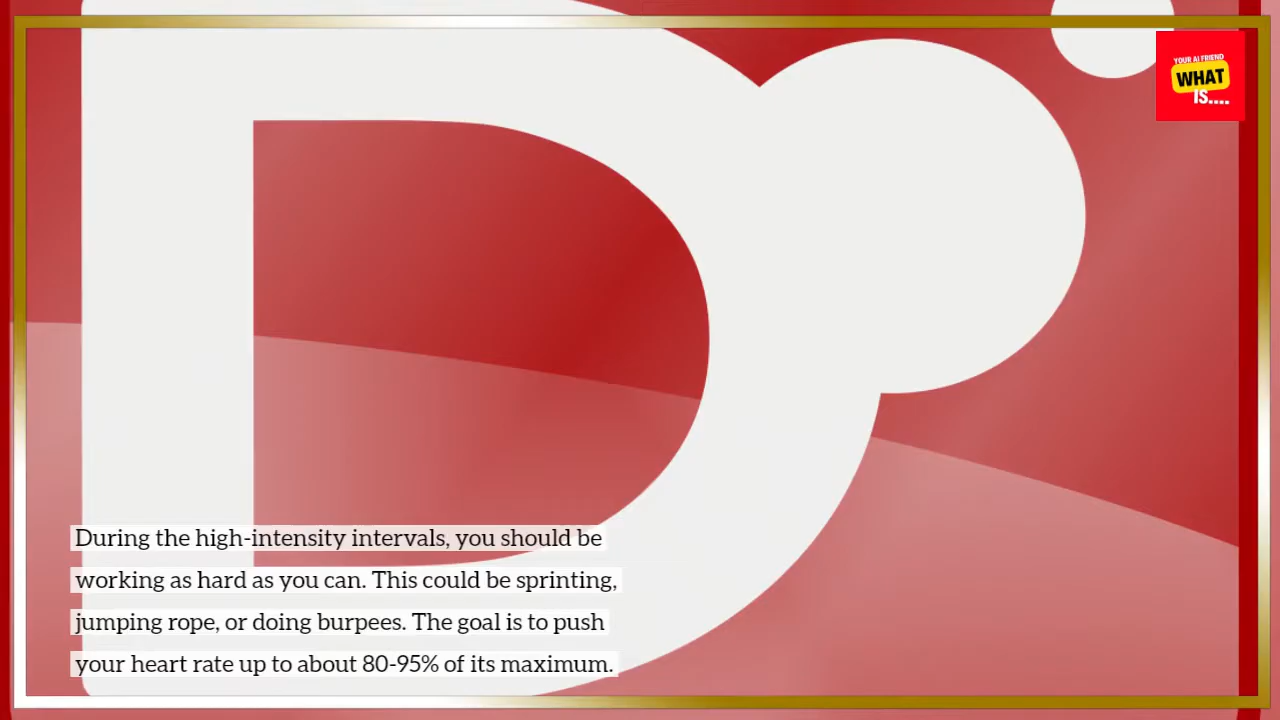 YOUR AI FRIEND
WHAT
IS....
During the high-intensity intervals, you should be
working as hard as you can. This could be sprinting,
jumping rope, or doing burpees. The goal is to push
your heart rate up to about 80-95% of its maximum.